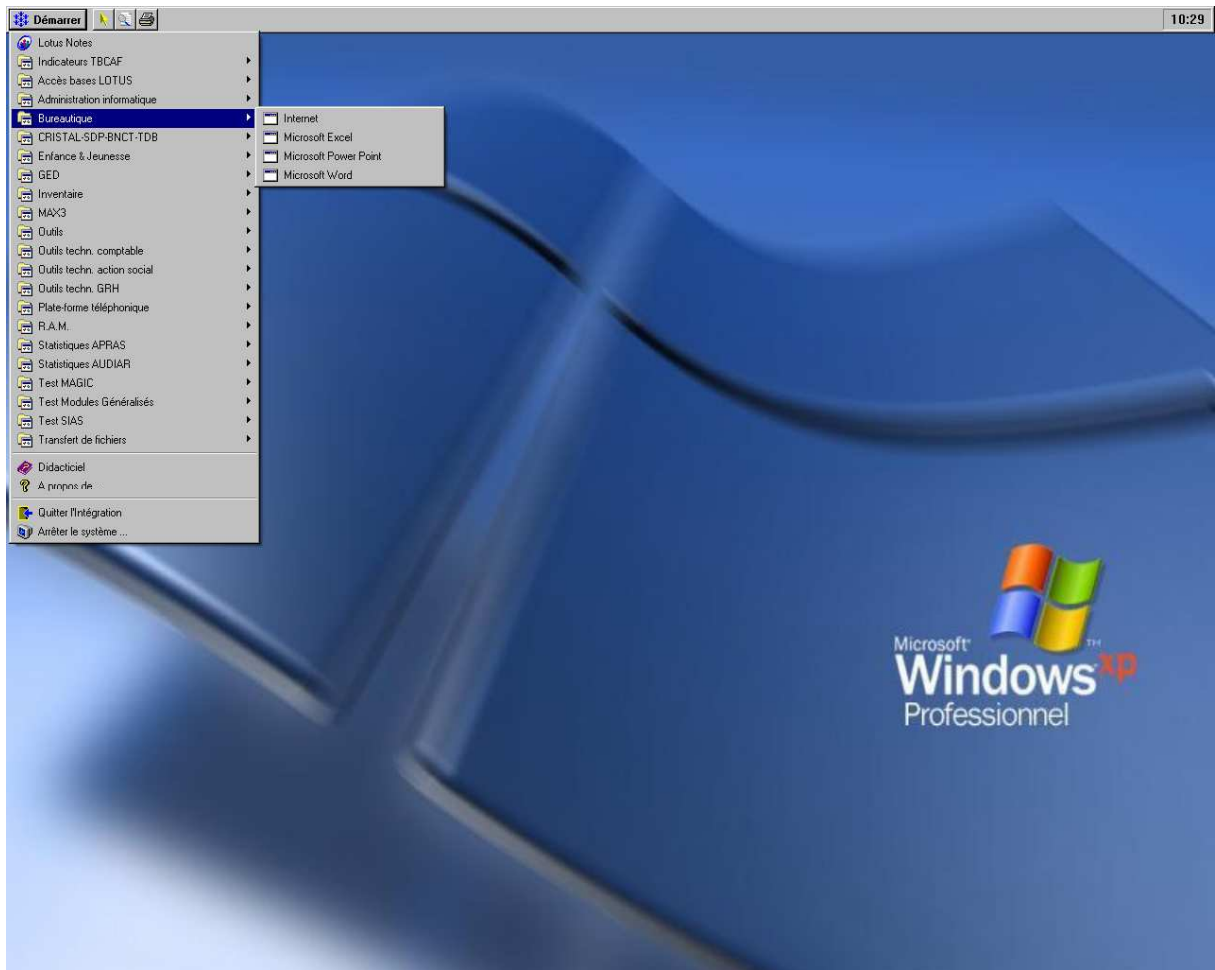 Démarrer
10:29
Lotus Notes
Indicateurs TBCAF
Accès bases LOTUS
Administration informatique
Bureautique
CRISTAL-SDP-BNCT-TDB
Enfance & Jeunesse
GED
Inventaire
MAX3
Outils
Outils techn. comptable
Outils techn. action social
Outils techn. GRH
Plate-forme téléphonique
R.A.M.
Statistiques APRAS
Statistiques AUDIAR
Test MAGIC
Test Modules Généralisés
Test SIAS
Transfert de fichiers
Didacticiel
A propos de
Quitter l'Intégration
Arrêter le système ...
Internet
Microsoft Excel
Microsoft Power Point
Microsoft Word
Microsoft®
TM
Windows xp
Professionnel